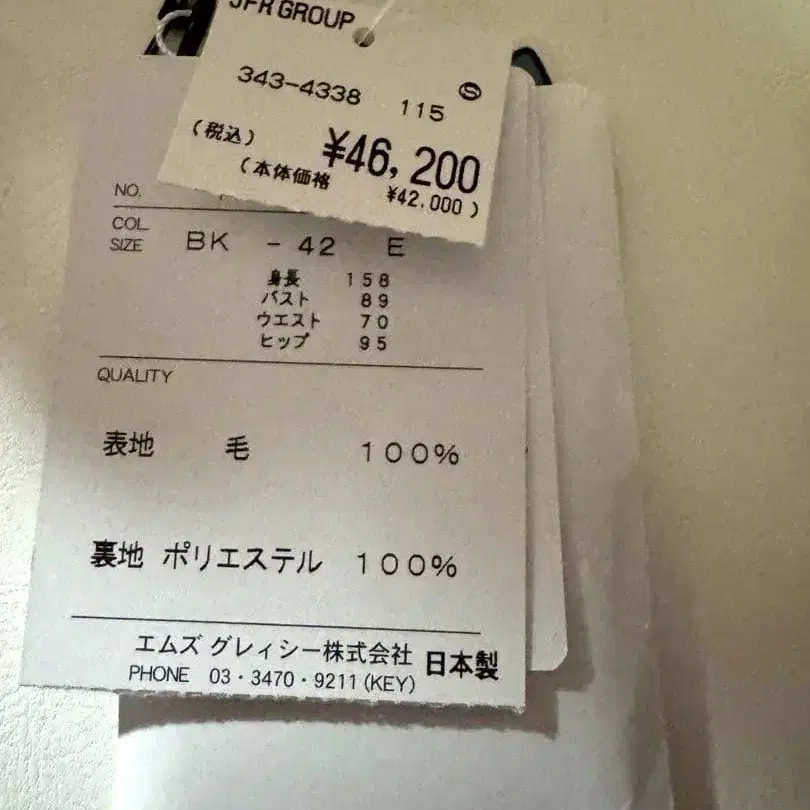 JFR GROUP
343-4338 115 Ⓢ
(税込) ¥46,200
(本体価格 ¥42.000)
NO.
COL.
SIZE BK - 42 E
身長 158
バスト 89
ウエスト 70
ヒップ 95
QUALITY
表地 毛 100%
裏地 ポリエステル 100%
エムズ グレィシー株式会社 日本製
PHONE 03・3470・9211(KEY)